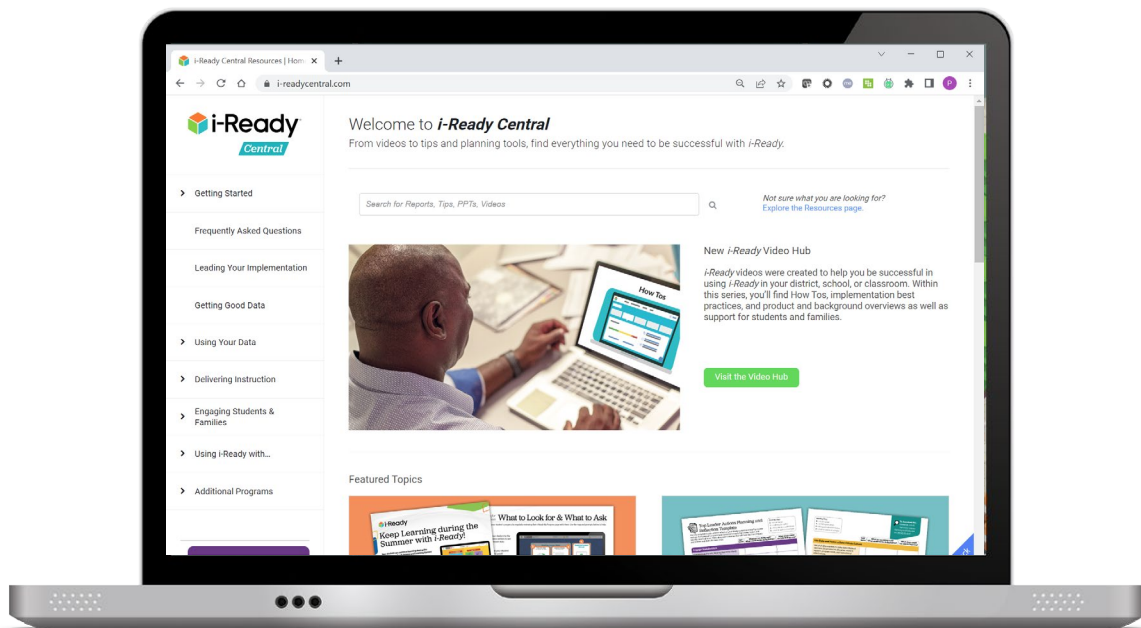 i-Ready Central Resources | Hom
i-readycentral.com
P
i-Ready
Central
Getting Started
Frequently Asked Questions
Leading Your Implementation
Getting Good Data
Using Your Data
Delivering Instruction
Engaging Students &
Families
Using i-Ready with...
Additional Programs
Welcome to i-Ready Central
From videos to tips and planning tools, find everything you need to be successful with i-Ready.
Search for Reports, Tips, PPTs, Videos
Not sure what you are looking for?
Explore the Resources page.
How Tos
New i-Ready Video Hub
i-Ready videos were created to help you be successful in
using i-Ready in your district, school, or classroom. Within
this series, you'll find How Tos, implementation best
practices, and product and background overviews as well as
support for students and families.
Visit the Video Hub
Featured Topics
i-Ready
Keep Learning during the
Summer with i-Ready!
What to Look for & What to Ask
Top Leader Actions Planning and
Reflection Template